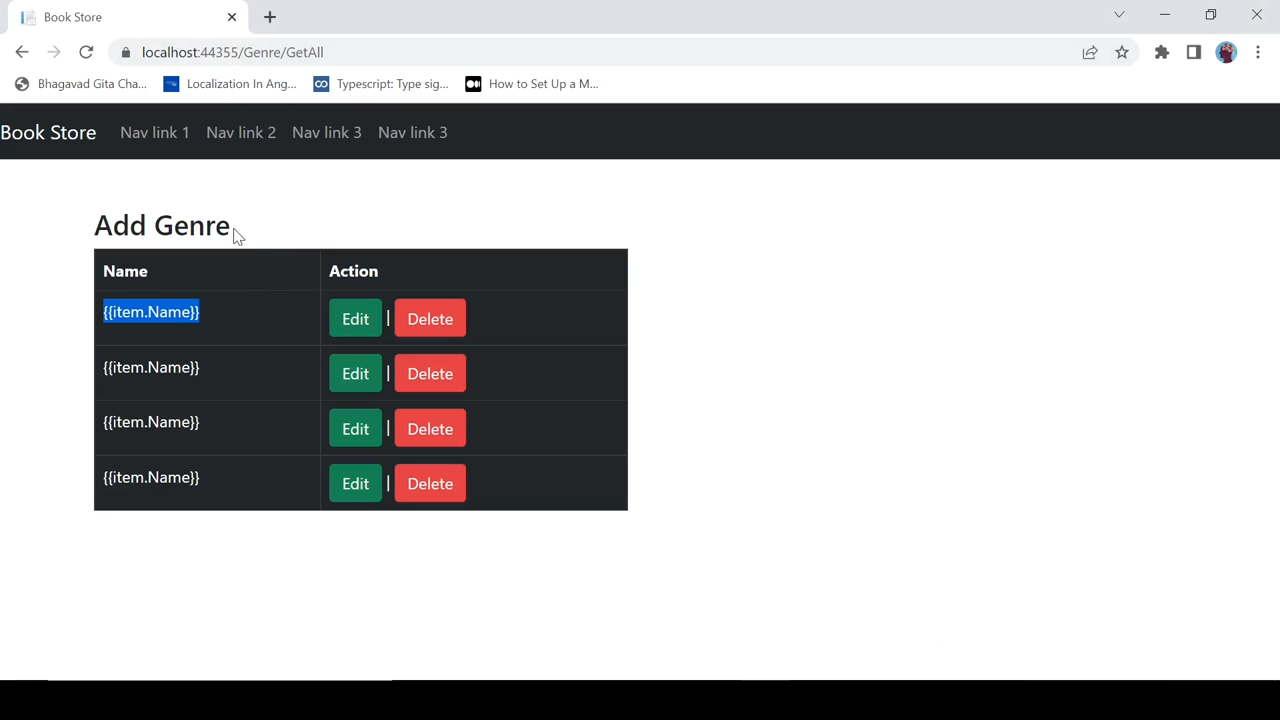 Book Store
localhost:44355/Genre/GetAll
Bhagavad Gita Cha... Localization In Ang... Typescript: Type sig... How to Set Up a M...
Book Store Nav link 1 Nav link 2 Nav link 3 Nav link 3
Add Genre
Name Action
{{item.Name}} Edit | Delete
{{item.Name}} Edit | Delete
{{item.Name}} Edit | Delete
{{item.Name}} Edit | Delete